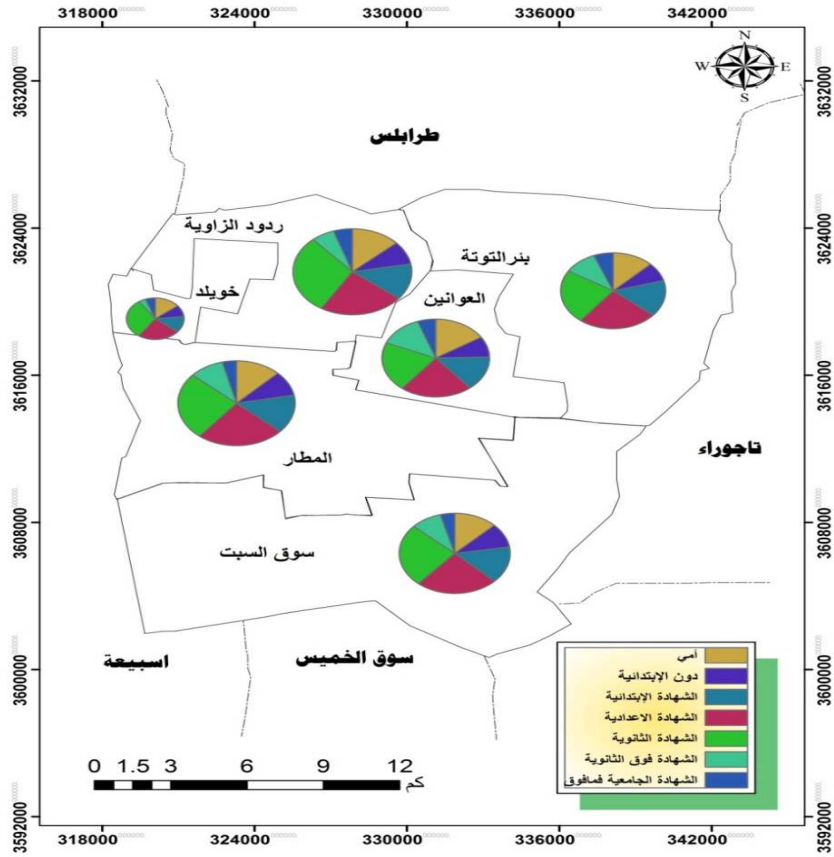 318000 324000 330000 336000 342000
N
W E
S
3632000 3632000
طرابلس
3624000 3624000
ردود الزاوية
بئرالتوتة
خويلد
العوانين
3616000 3616000
المطار
تاجوراء
3608000 3608000
سوق السبت
اسبيعة
سوق الخميس
3600000 3600000
أمي
دون الإبتدائية
الشهادة الإبتدائية
الشهادة الاعدادية
الشهادة الثانوية
الشهادة فوق الثانوية
الشهادة الجامعية فمافوق
0 1.5 3 6 9 12
كم
3592000 3592000
318000 324000 330000 336000 342000